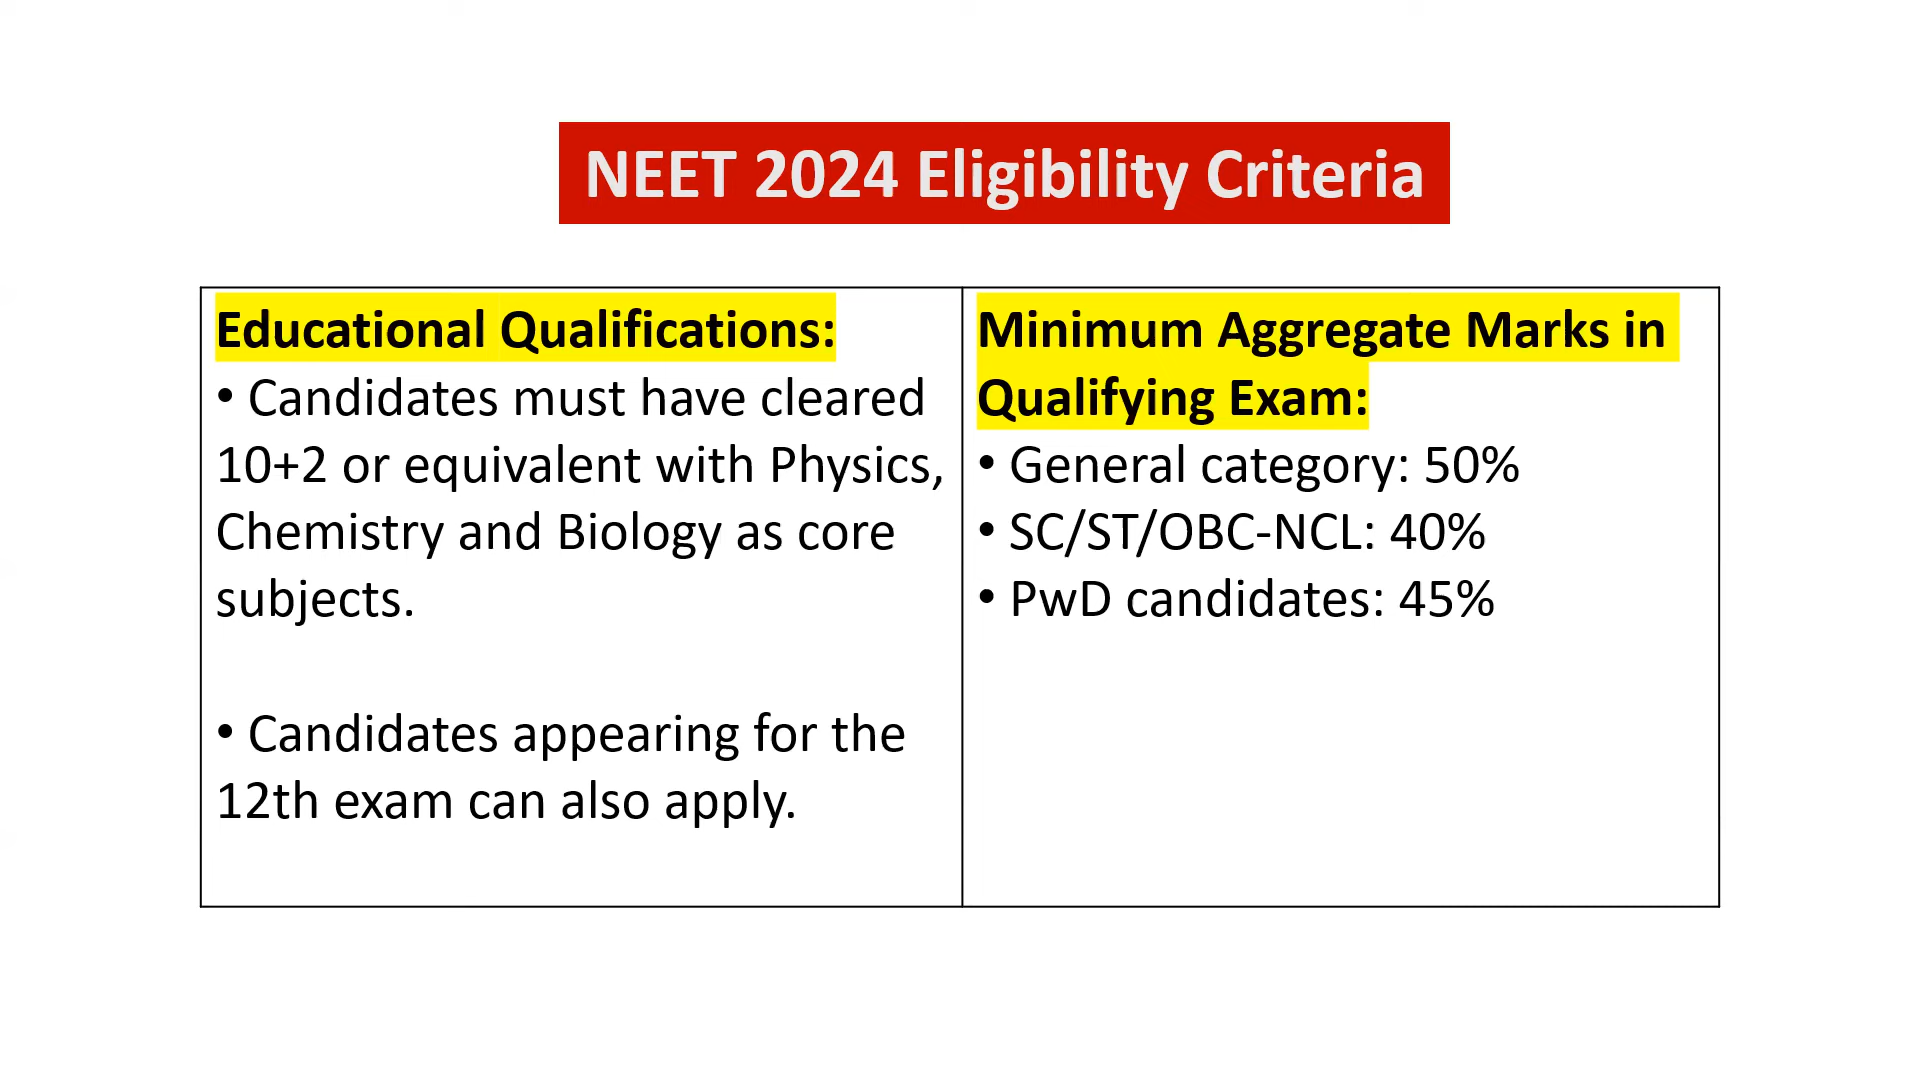 NEET 2024 Eligibility Criteria
Educational Qualifications:
• Candidates must have cleared
10+2 or equivalent with Physics,
Chemistry and Biology as core
subjects.
• Candidates appearing for the
12th exam can also apply.
Minimum Aggregate Marks in
Qualifying Exam:
• General category: 50%
• SC/ST/OBC-NCL: 40%
• PwD candidates: 45%